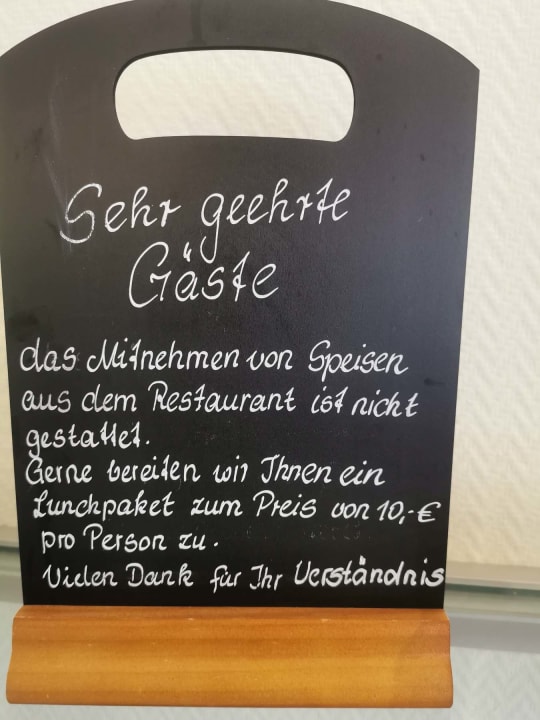 Sehr geehrte
Gäste
das Mitnehmen von Speisen
aus dem Restaurant ist nicht
gestattet.
Gerne bereiten wir Ihnen ein
Lunchpaket zum Preis von 10,-€
pro Person zu.
Vielen Dank für Ihr Verständnis